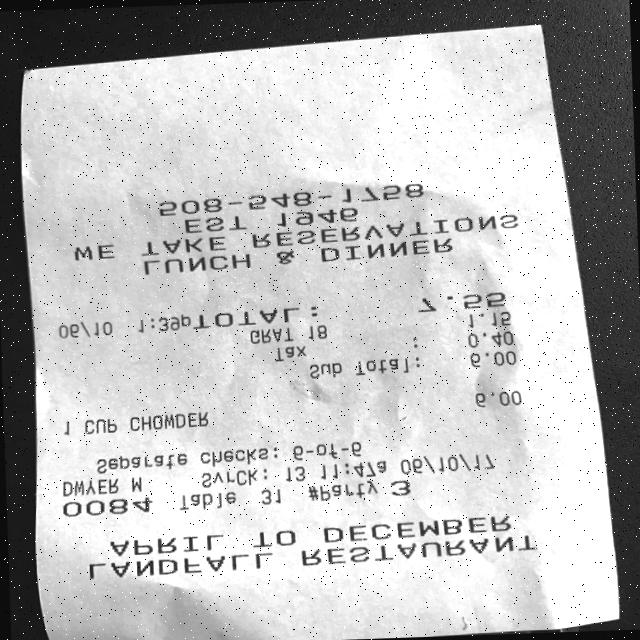 LANDFALL RESTAURANT
APRIL TO DECEMBER
0084 Table 31 #Party 3
DWYER M SvrCK: 13 11:47a 06/10/17
Separate checks: 6-of-6
1 CUP CHOWDER 6.00
Sub Total: 6.00
Tax : 0.40
GRAT 18 1.15
06/10 1:39pTOTAL: 7.55
LUNCH & DINNER
WE TAKE RESERVATIONS
EST 1946
508-548-1758